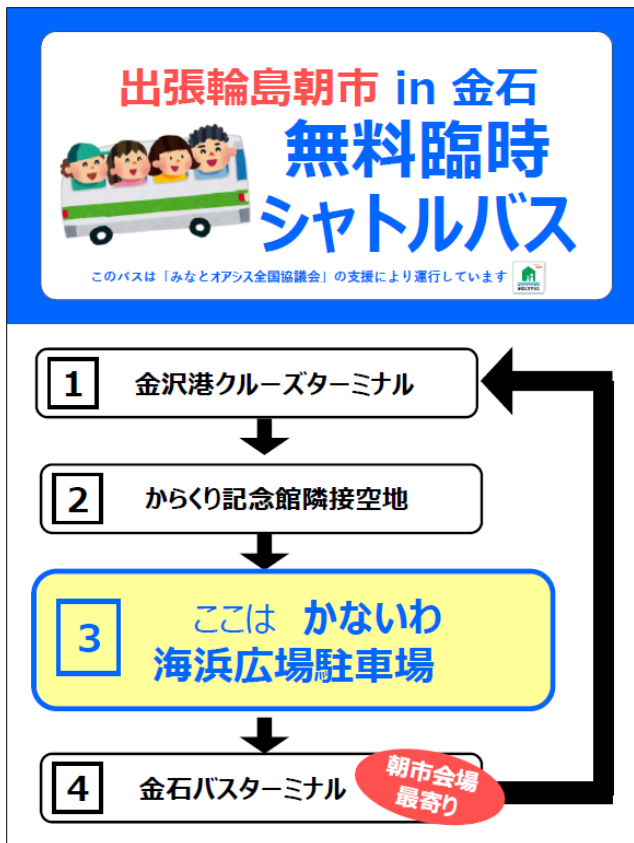 出張輪島朝市 in 金石
無料臨時
シャトルバス
このバスは「みなとオアシス全国協議会」の支援により運行しています
1 金沢港クルーズターミナル
2 からくり記念館隣接空地
3 ここは かないわ
海浜広場駐車場
4 金石バスターミナル
朝市会場
最寄り